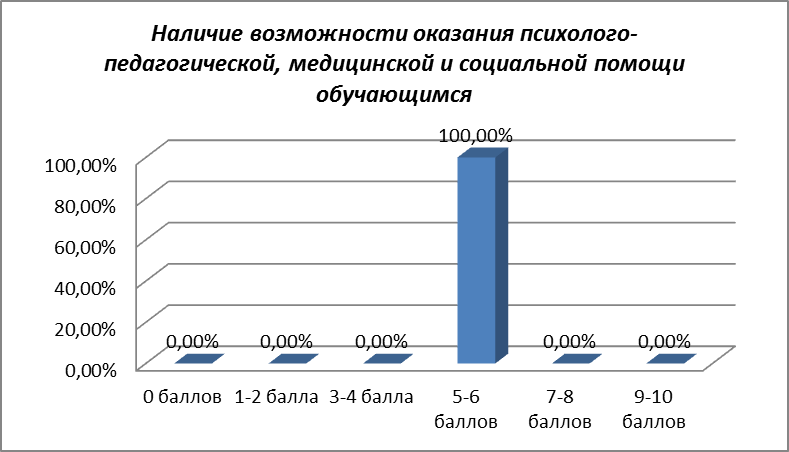 Наличие возможности оказания психолого-
педагогической, медицинской и социальной помощи
обучающимся
100,00%
100,00%
80,00%
60,00%
40,00%
20,00%
0,00%
0,00% 0,00% 0,00% 0,00% 0,00%
0 баллов 1-2 балла 3-4 балла 5-6 7-8 9-10
баллов баллов баллов